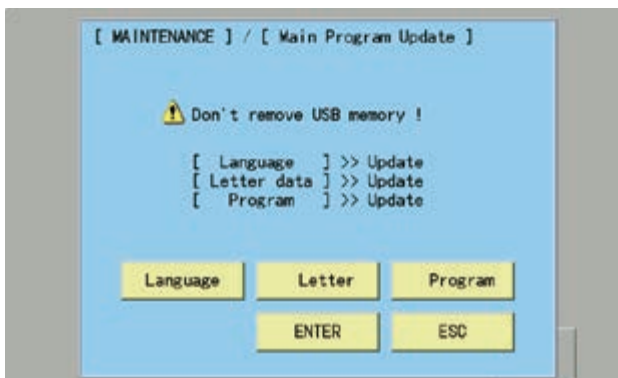 [ MAINTENANCE ] / [ Main Program Update ]
Don't remove USB memory !
[ Language ] >> Update
[ Letter data ] >> Update
[ Program ] >> Update
Language Letter Program
ENTER ESC